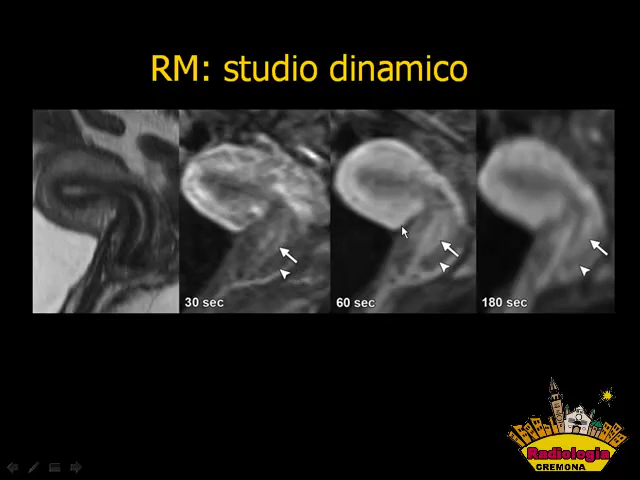 RM: studio dinamico
30 sec
60 sec
180 sec
Radiologia
CREMONA